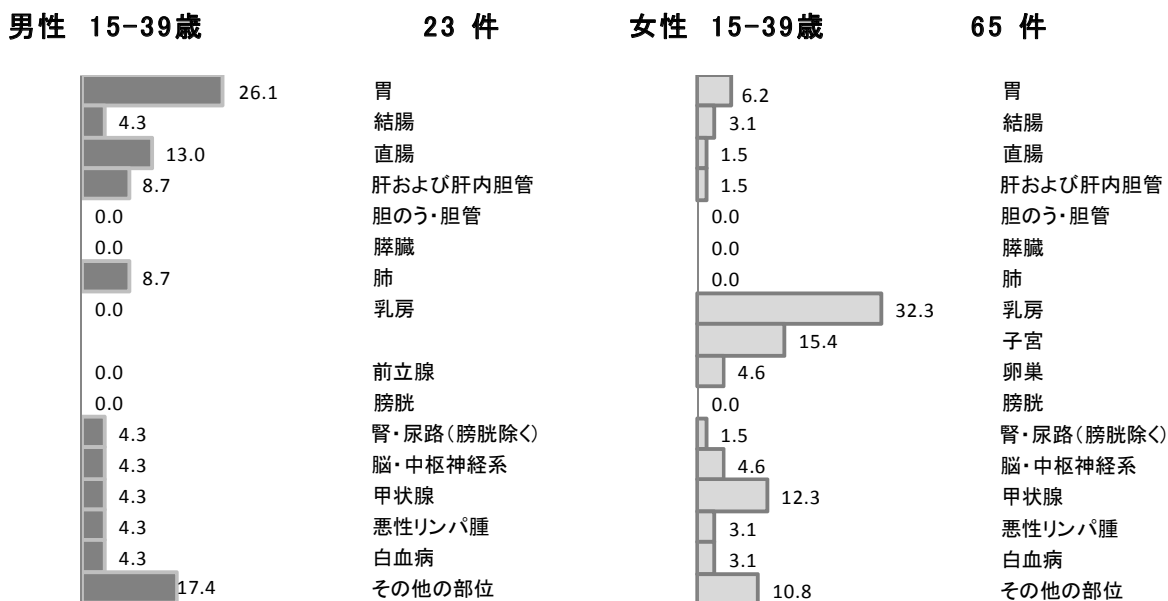 男性 15-39歳 23 件
26.1 胃
4.3 結腸
13.0 直腸
8.7 肝および肝内胆管
0.0 胆のう・胆管
0.0 膵臓
8.7 肺
0.0 乳房
0.0 前立腺
0.0 膀胱
4.3 腎・尿路(膀胱除く)
4.3 脳・中枢神経系
4.3 甲状腺
4.3 悪性リンパ腫
4.3 白血病
17.4 その他の部位
女性 15-39歳 65 件
6.2 胃
3.1 結腸
1.5 直腸
1.5 肝および肝内胆管
0.0 胆のう・胆管
0.0 膵臓
0.0 肺
32.3 乳房
15.4 子宮
4.6 卵巣
0.0 膀胱
1.5 腎・尿路(膀胱除く)
4.6 脳・中枢神経系
12.3 甲状腺
3.1 悪性リンパ腫
3.1 白血病
10.8 その他の部位